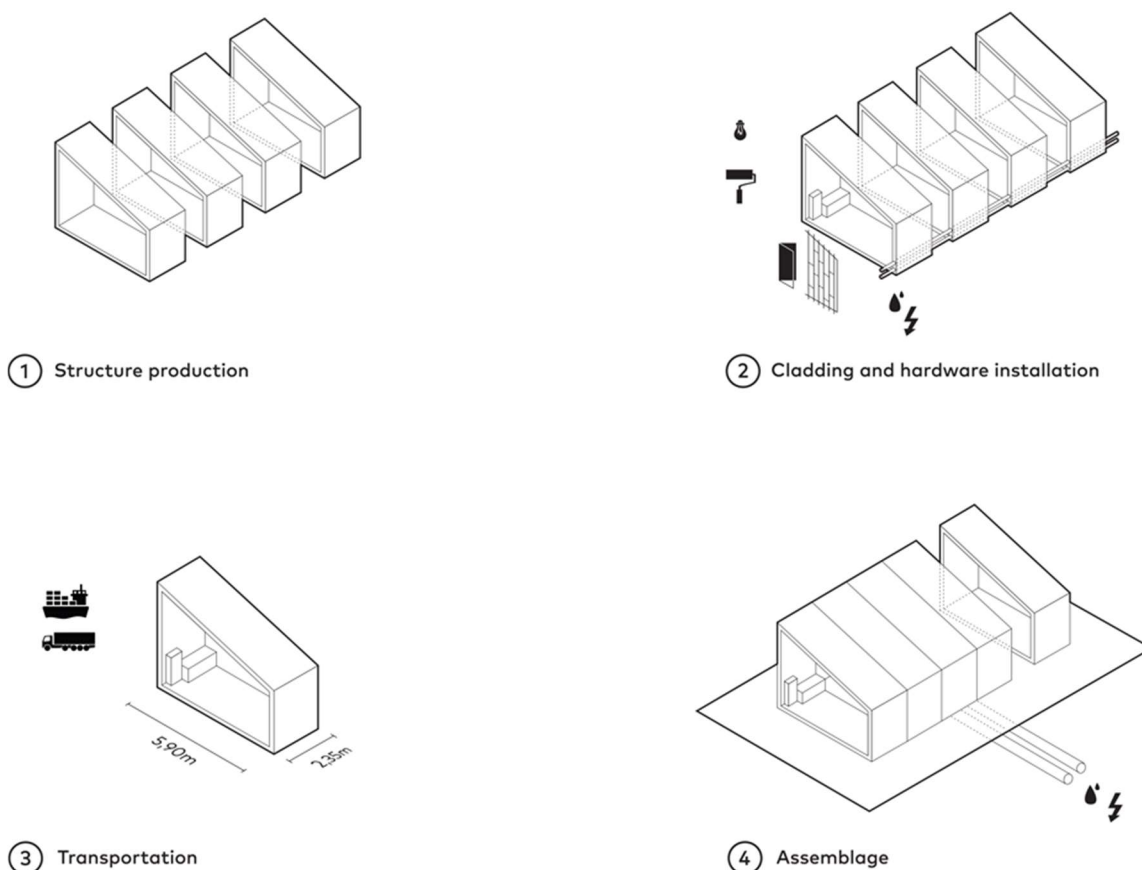 1 Structure production
2 Cladding and hardware installation
5,90m
2,35m
3 Transportation
4 Assemblage